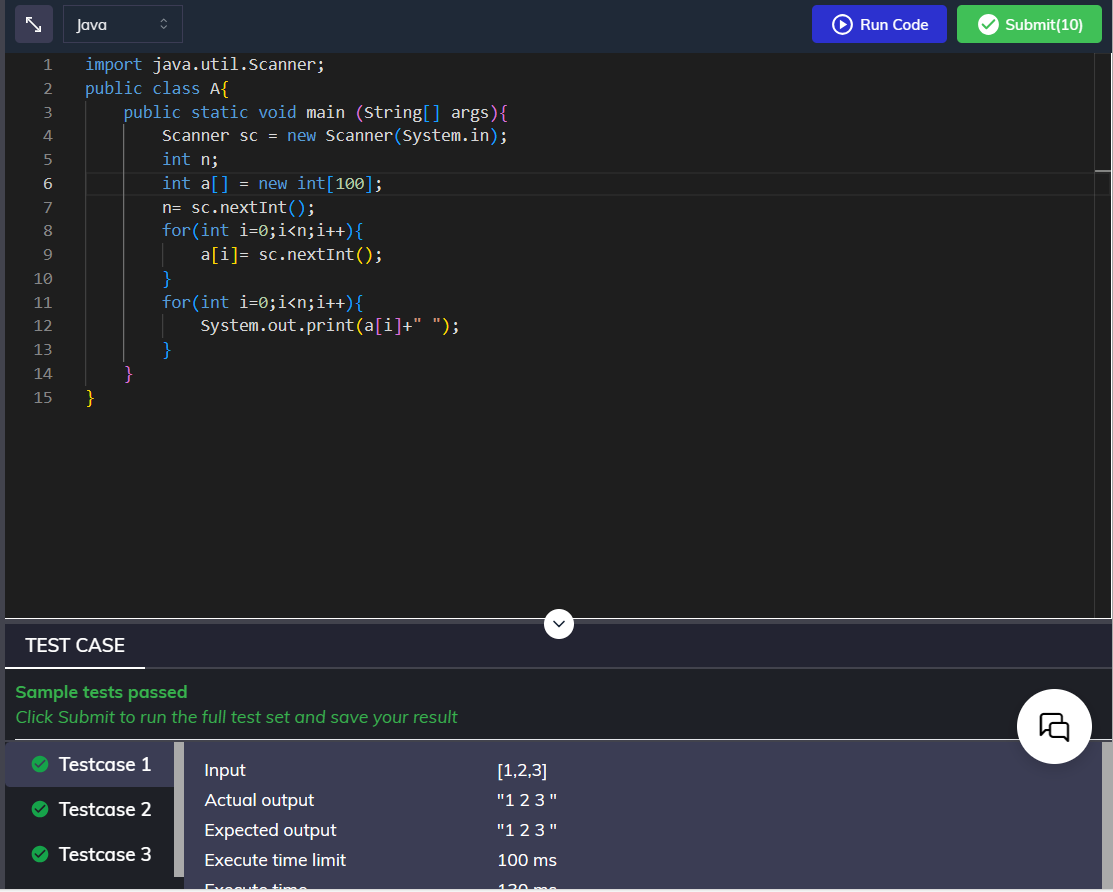 Java
Run Code
Submit(10)
1 import java.util.Scanner;
2 public class A{
3 public static void main (String[] args){
4 Scanner sc = new Scanner(System.in);
5 int n;
6 int a[] = new int[100];
7 n= sc.nextInt();
8 for(int i=0;i<n;i++){
9 a[i]= sc.nextInt();
10 }
11 for(int i=0;i<n;i++){
12 System.out.print(a[i]+" ");
13 }
14 }
15 }
TEST CASE
Sample tests passed
Click Submit to run the full test set and save your result
Testcase 1
Testcase 2
Testcase 3
Input [1,2,3]
Actual output "1 2 3 "
Expected output "1 2 3 "
Execute time limit 100 ms
Execute time 130 ms